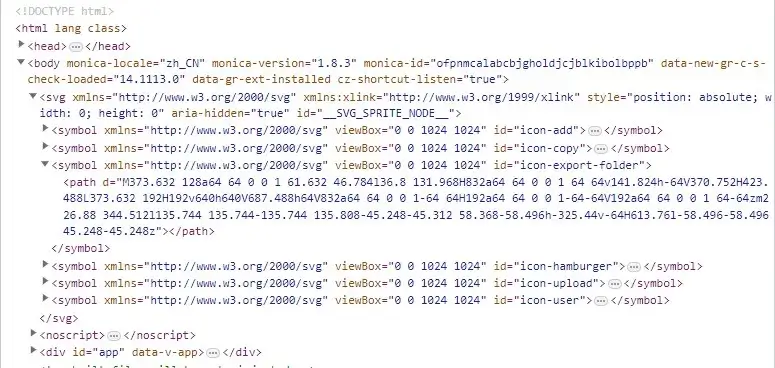 <!DOCTYPE html>
<html lang class>
<head>…</head>
<body monica-locale="zh_CN" monica-version="1.8.3" monica-id="ofpnmcalabcbjgholdjcjblkibolbppb" data-new-gr-c-s-
check-loaded="14.1113.0" data-gr-ext-installed cz-shortcut-listen="true">
<svg xmlns="http://www.w3.org/2000/svg" xmlns:xlink="http://www.w3.org/1999/xlink" style="position: absolute; w
idth: 0; height: 0" aria-hidden="true" id="__SVG_SPRITE_NODE__">
<symbol xmlns="http://www.w3.org/2000/svg" viewBox="0 0 1024 1024" id="icon-add">…</symbol>
<symbol xmlns="http://www.w3.org/2000/svg" viewBox="0 0 1024 1024" id="icon-copy">…</symbol>
<symbol xmlns="http://www.w3.org/2000/svg" viewBox="0 0 1024 1024" id="icon-export-folder">
<path d="M373.632 128a64 64 0 0 1 61.632 46.784l36.8 131.968H832a64 64 0 0 1 64 64v141.824h-64V370.752H423.
488L373.632 192H192v640h640V687.488h64V832a64 64 0 0 1-64 64H192a64 64 0 0 1-64-64V192a64 64 0 0 1 64-64zm2
26.88 344.512l135.744 135.744-135.744 135.808-45.248-45.312 58.368-58.496h-325.44v-64H613.761-58.496-58.496
45.248-45.248z"></path>
</symbol>
<symbol xmlns="http://www.w3.org/2000/svg" viewBox="0 0 1024 1024" id="icon-hamburger">…</symbol>
<symbol xmlns="http://www.w3.org/2000/svg" viewBox="0 0 1024 1024" id="icon-upload">…</symbol>
<symbol xmlns="http://www.w3.org/2000/svg" viewBox="0 0 1024 1024" id="icon-user">…</symbol>
</svg>
<noscript>…</noscript>
<div id="app" data-v-app>…</div>